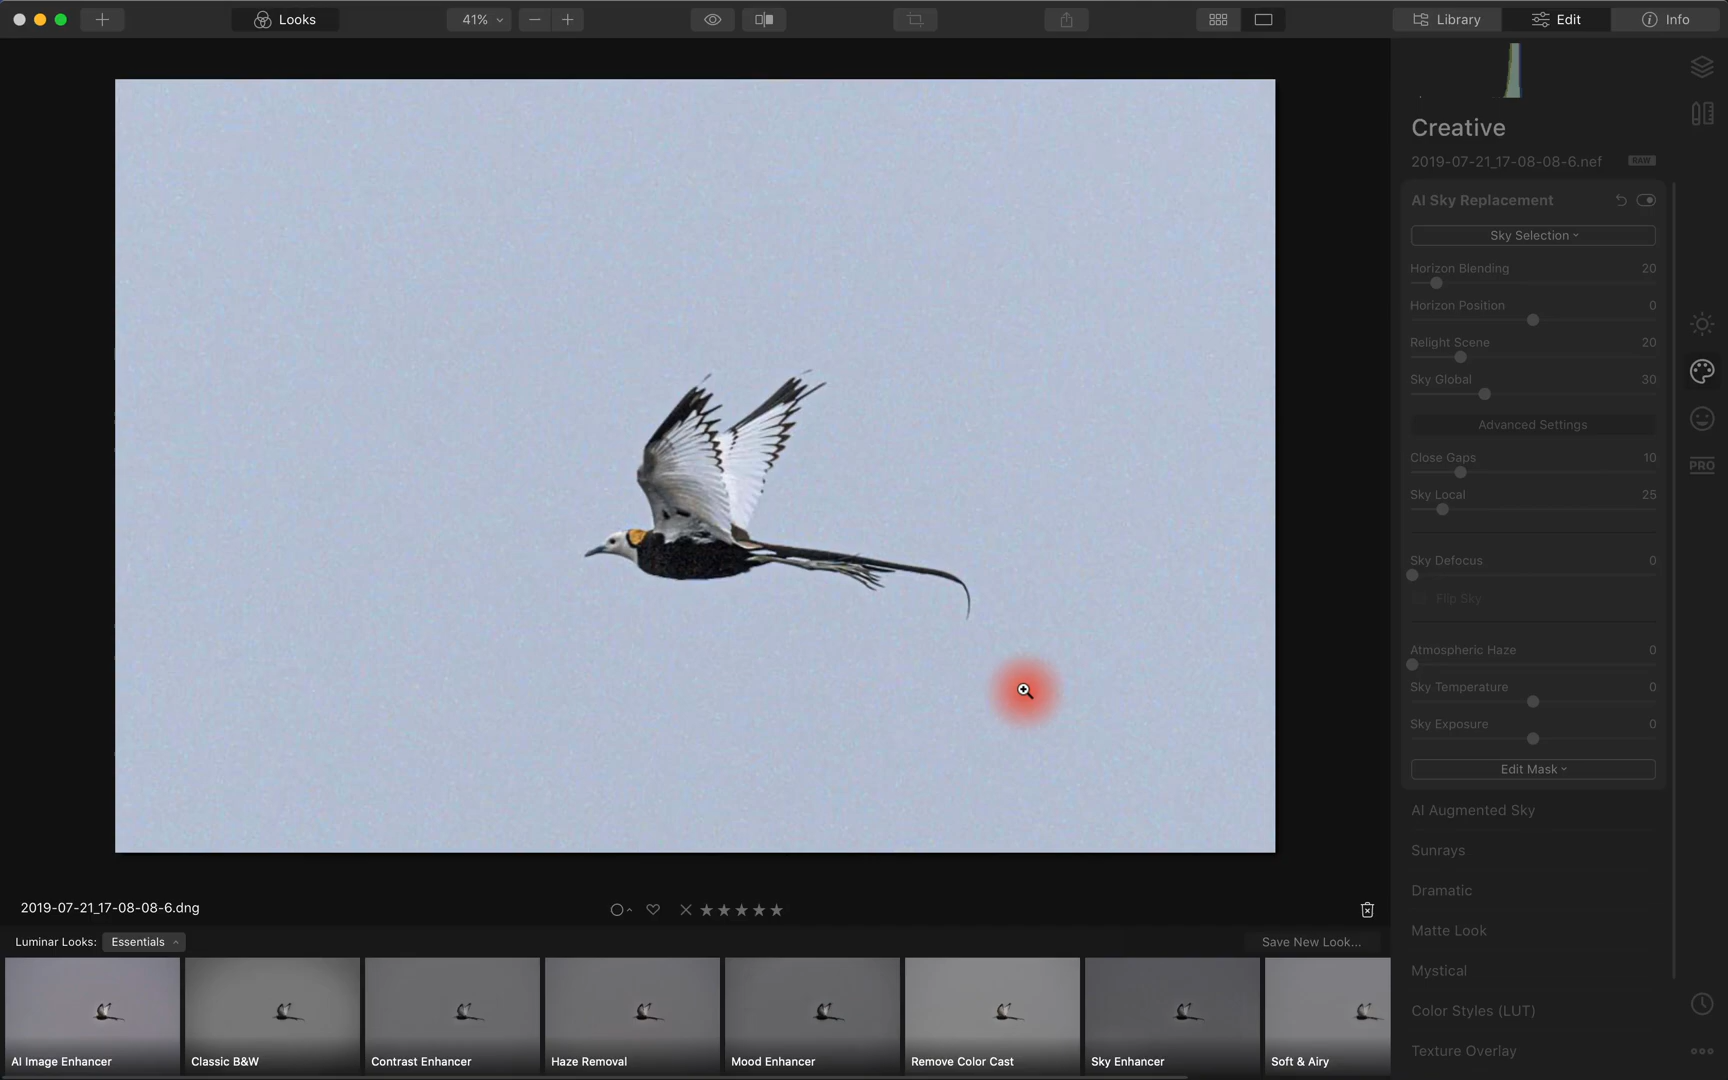 Looks
41%
Library
Edit
Info
Creative
2019-07-21_17-08-08-6.nef
RAW
AI Sky Replacement
Sky Selection
Horizon Blending
20
Horizon Position
0
Relight Scene
20
Sky Global
30
Advanced Settings
Close Gaps
10
Sky Local
25
Sky Defocus
0
Flip Sky
Atmospheric Haze
0
Sky Temperature
0
Sky Exposure
0
Edit Mask
AI Augmented Sky
Sunrays
Dramatic
Matte Look
Mystical
Color Styles (LUT)
Texture Overlay
PRO
2019-07-21_17-08-08-6.dng
Luminar Looks:
Essentials
Save New Look...
AI Image Enhancer
Classic B&W
Contrast Enhancer
Haze Removal
Mood Enhancer
Remove Color Cast
Sky Enhancer
Soft & Airy